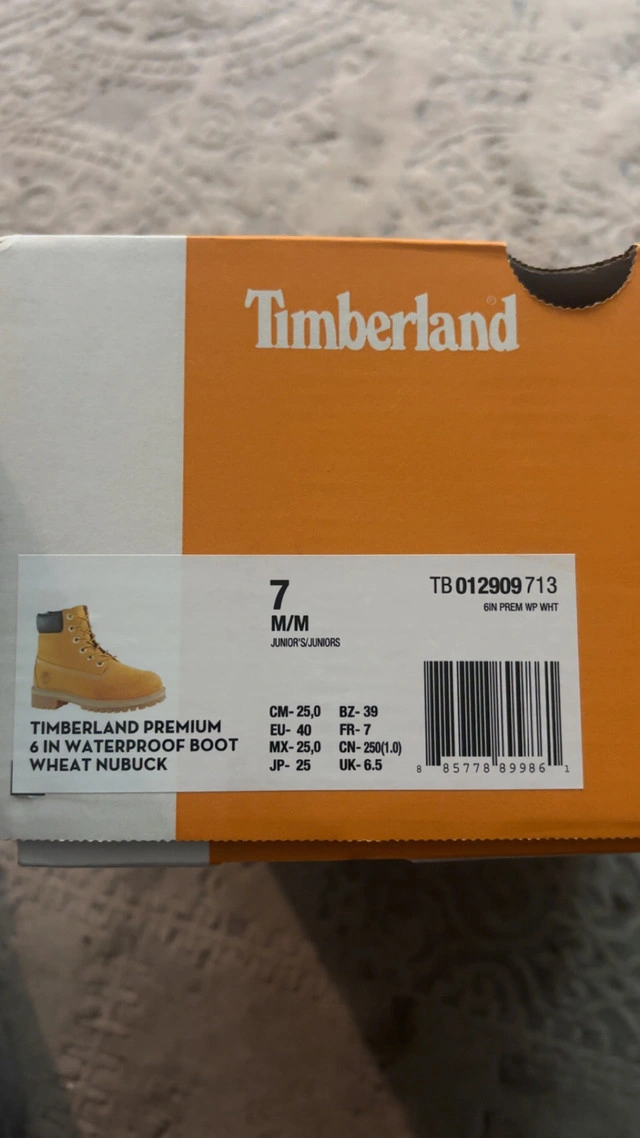 Timberland®
7
M/M
JUNIOR'S/JUNIORS
TB 012909 713
6IN PREM WP WHT
TIMBERLAND PREMIUM
6 IN WATERPROOF BOOT
WHEAT NUBUCK
CM- 25,0 BZ- 39
EU- 40 FR- 7
MX- 25,0 CN- 250(1.0)
JP- 25 UK- 6.5
8 85778 89986 1